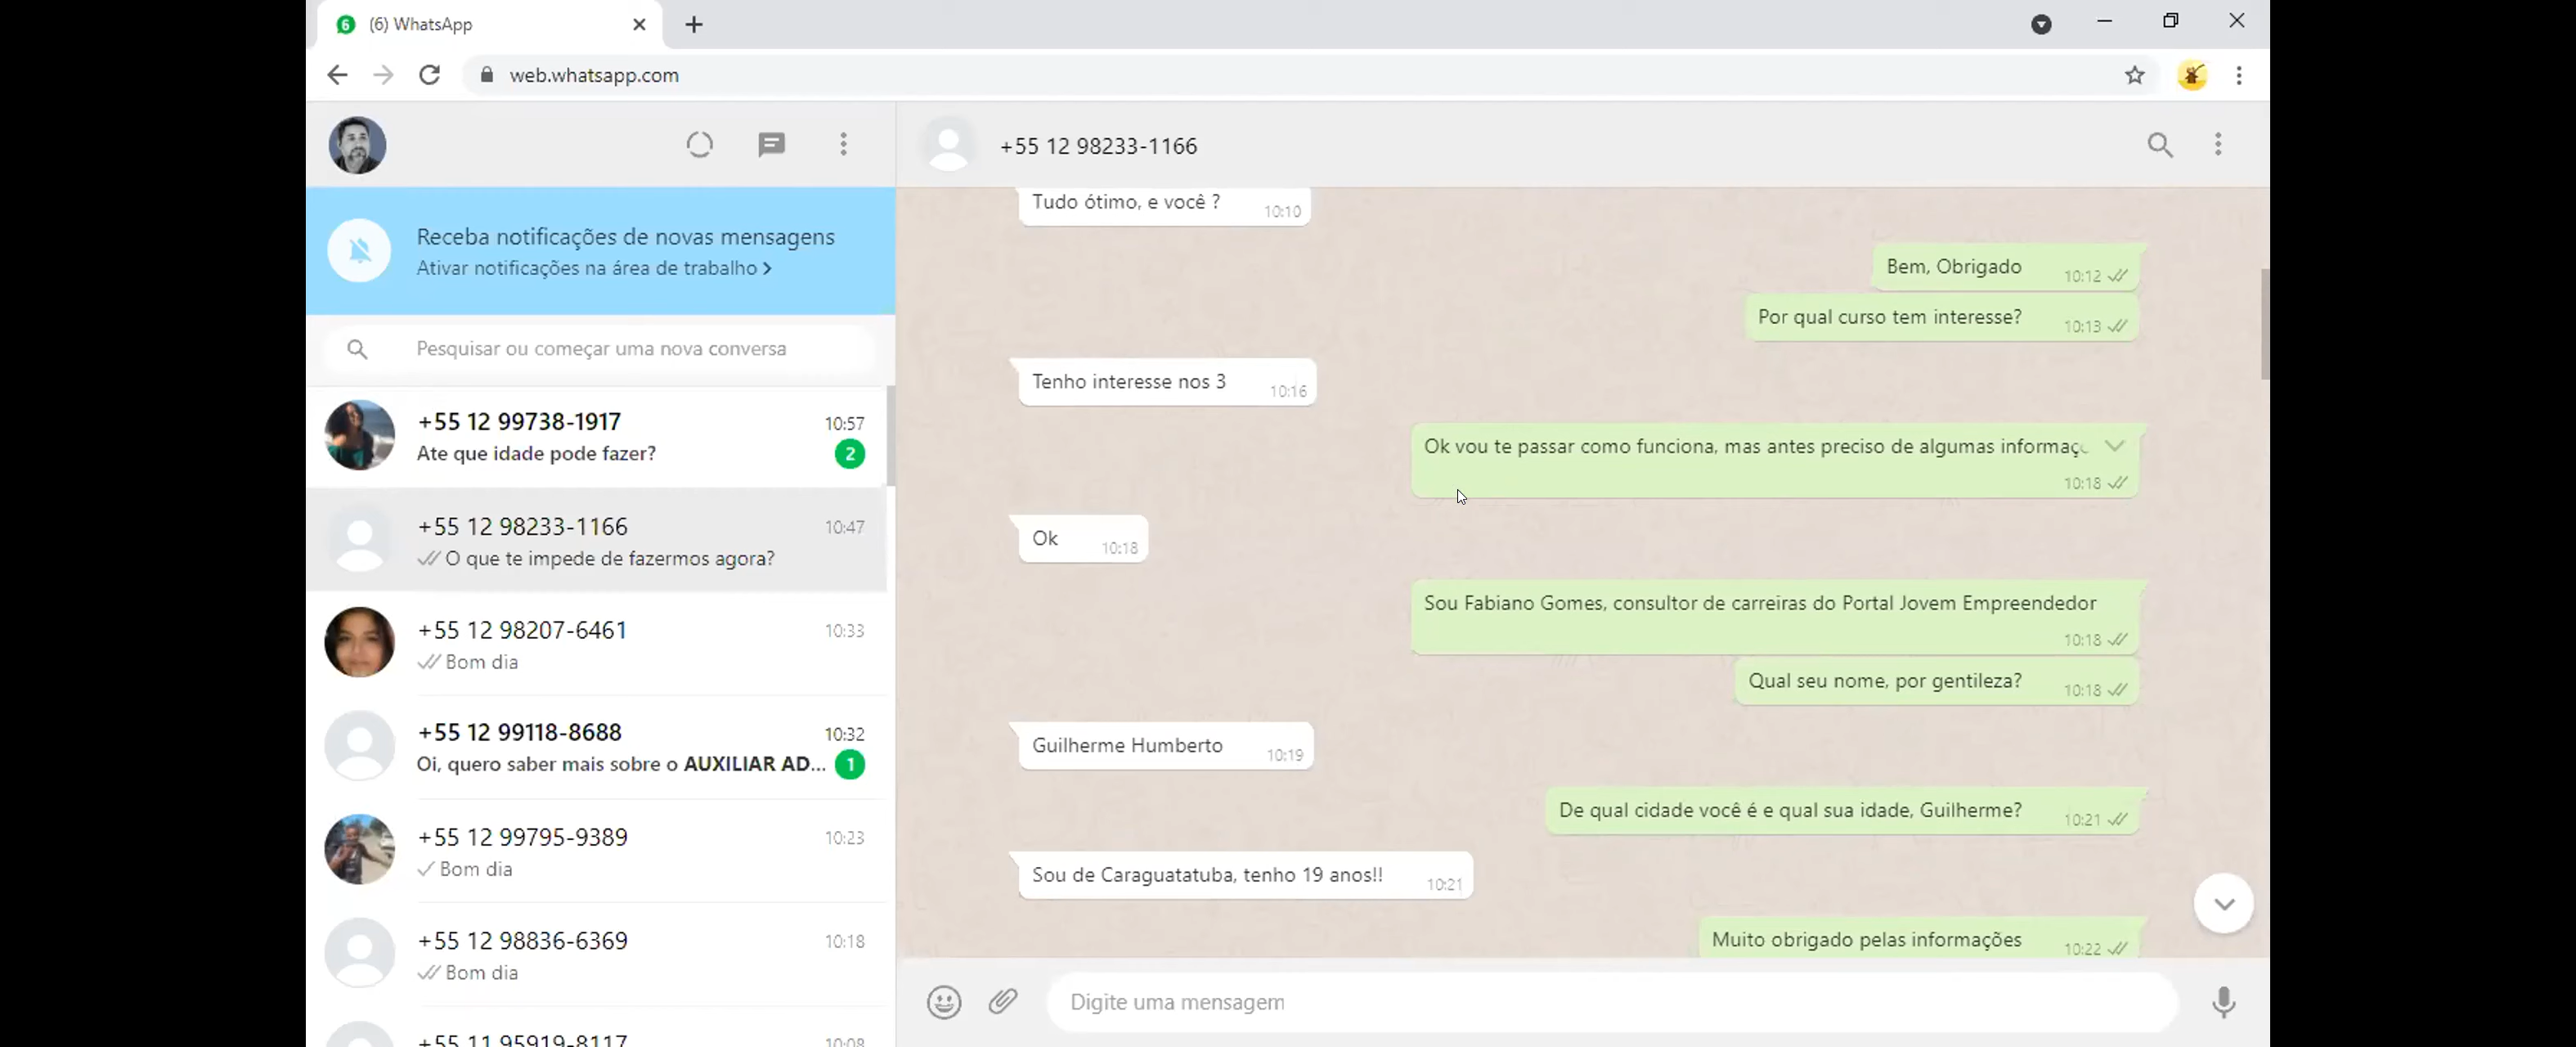 6 (6) WhatsApp
web.whatsapp.com
+55 12 98233-1166
Receba notificações de novas mensagens
Ativar notificações na área de trabalho
Pesquisar ou começar uma nova conversa
+55 12 99738-1917 10:57
Ate que idade pode fazer? 2
+55 12 98233-1166 10:47
O que te impede de fazermos agora?
+55 12 98207-6461 10:33
Bom dia
+55 12 99118-8688 10:32
Oi, quero saber mais sobre o AUXILIAR AD... 1
+55 12 99795-9389 10:23
Bom dia
+55 12 98836-6369 10:18
Bom dia
+55 11 95919-8117 10:08
Tudo ótimo, e você ? 10:10
Bem, Obrigado 10:12
Por qual curso tem interesse? 10:13
Tenho interesse nos 3 10:16
Ok vou te passar como funciona, mas antes preciso de algumas informaç
10:18
Ok 10:18
Sou Fabiano Gomes, consultor de carreiras do Portal Jovem Empreendedor
10:18
Qual seu nome, por gentileza? 10:18
Guilherme Humberto 10:19
De qual cidade você é e qual sua idade, Guilherme? 10:21
Sou de Caraguatatuba, tenho 19 anos!! 10:21
Muito obrigado pelas informações 10:22
Digite uma mensagem